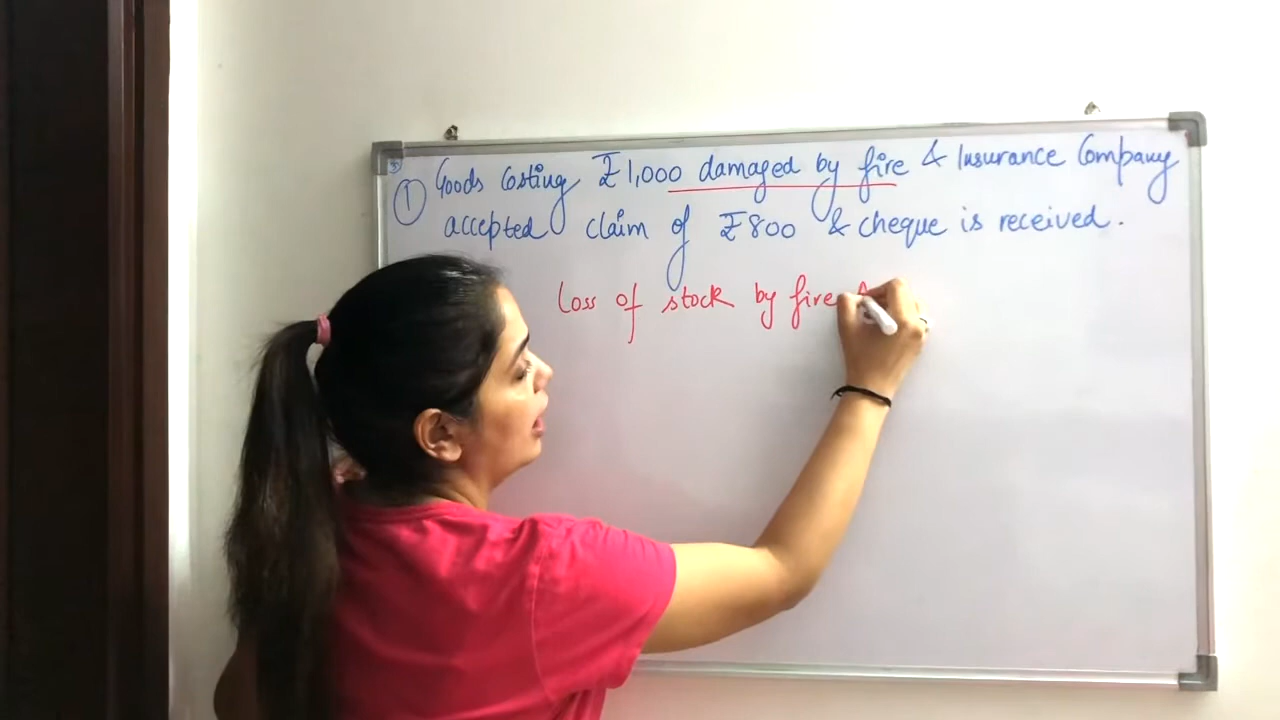 ① Goods Costing ₹1,000 damaged by fire & Insurance Company
accepted claim of ₹800 & cheque is received.
Loss of stock by fire